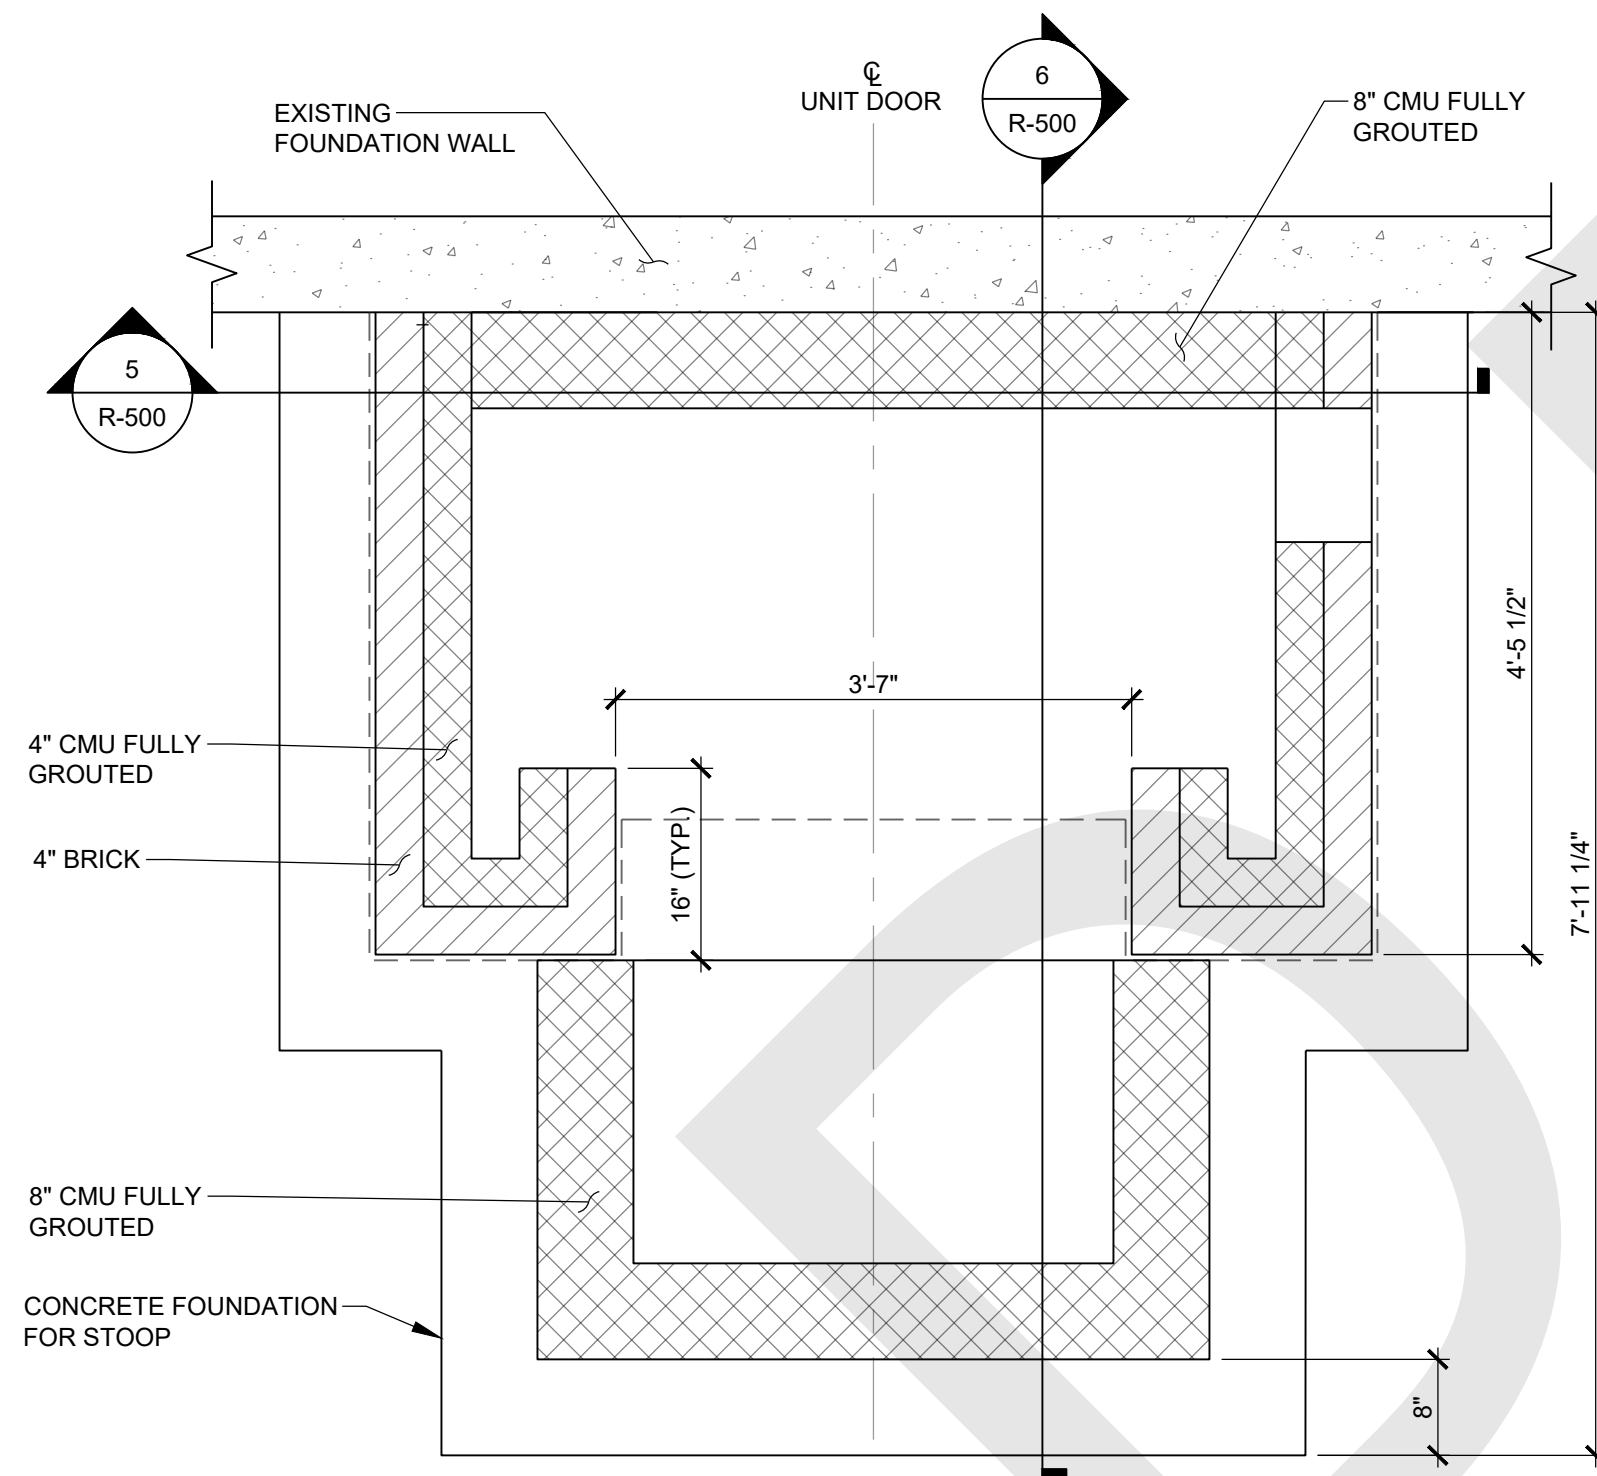 ℄
UNIT DOOR
6
R-500
EXISTING
FOUNDATION WALL
8" CMU FULLY
GROUTED
5
R-500
4'-5 1/2"
3'-7"
4" CMU FULLY
GROUTED
16" (TYP.)
4" BRICK
7'-11 1/4"
8" CMU FULLY
GROUTED
CONCRETE FOUNDATION
FOR STOOP
8"